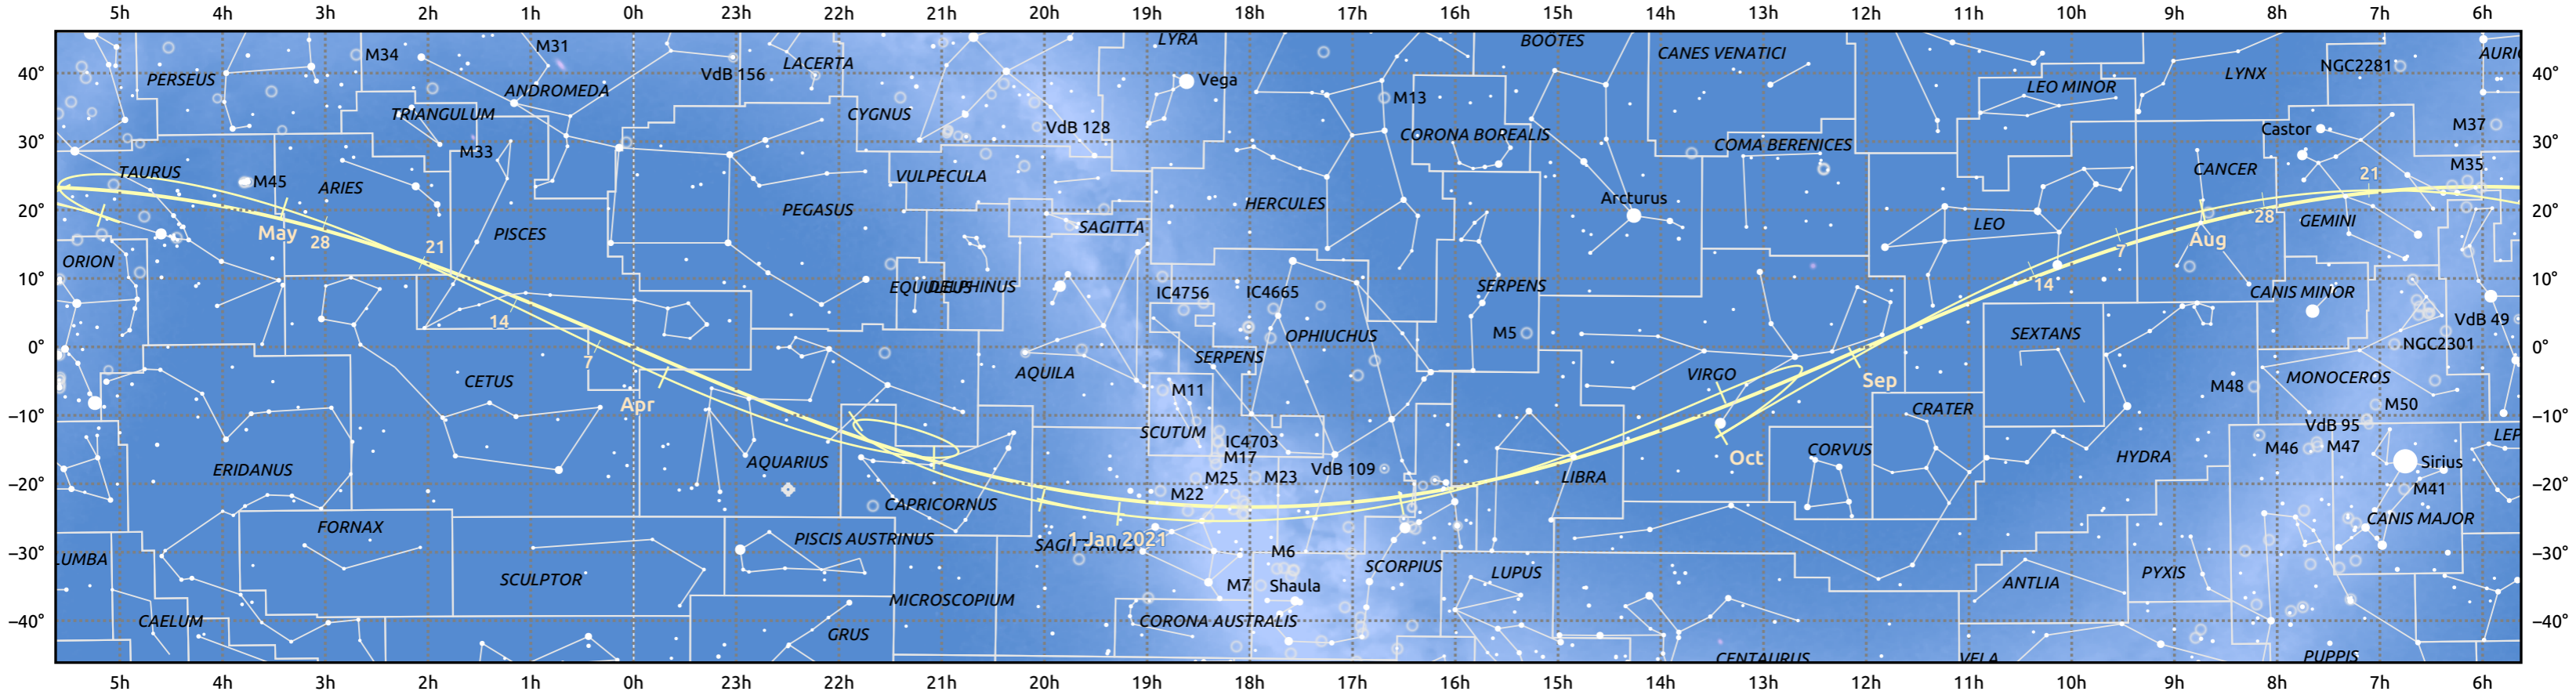 5h 4h 3h 2h 1h 0h 23h 22h 21h 20h 19h 18h 17h 16h 15h 14h 13h 12h 11h 10h 9h 8h 7h 6h
M31 LYRA BOÖTES
M34 LACERTA CANES VENATICI AURI
40° PERSEUS VdB 156 Vega LYNX NGC2281 40°
ANDROMEDA M13 LEO MINOR
TRIANGULUM CYGNUS
VdB 128 CORONA BOREALIS Castor M37
30° M33 COMA BERENICES 30°
TAURUS M45 ARIES VULPECULA CANCER M35
21
20° PEGASUS HERCULES Arcturus 28 20°
May 28 PISCES SAGITTA LEO GEMINI
21 Aug
ORION 7
10° EQUULEUS DELPHINUS SERPENS 14 10°
IC4756 IC4665 CANIS MINOR
14 OPHIUCHUS M5 SEXTANS VdB 49
0° 7 SERPENS NGC2301 0°
CETUS AQUILA VIRGO Sep MONOCEROS
M11 M48
Apr CRATER M50
−10° −10°
SCUTUM IC4703 VdB 95 LEP
M17 Oct CORVUS M46 M47
ERIDANUS AQUARIUS VdB 109 HYDRA Sirius
M25 M23 LIBRA
−20° M22 M41 −20°
CAPRICORNUS
FORNAX CANIS MAJOR
PISCIS AUSTRINUS SAGITTARIUS 1 Jan 2021
−30° LUMBA M6 −30°
SCULPTOR M7 Shaula SCORPIUS LUPUS ANTLIA PYXIS
MICROSCOPIUM
−40° CAELUM CORONA AUSTRALIS −40°
GRUS
CENTAURUS VELA PUPPIS
5h 4h 3h 2h 1h 0h 23h 22h 21h 20h 19h 18h 17h 16h 15h 14h 13h 12h 11h 10h 9h 8h 7h 6h